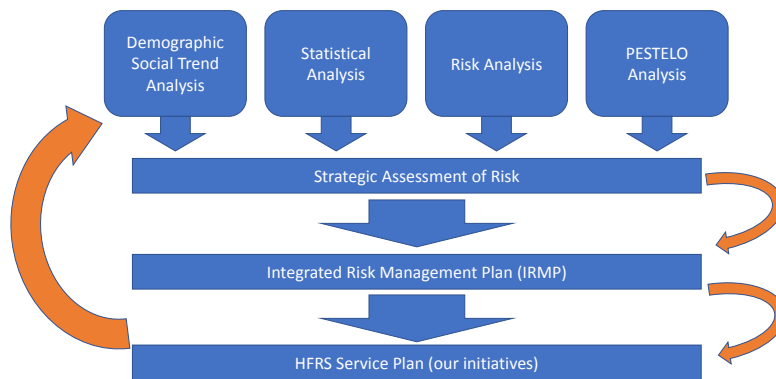 Demographic
Social Trend
Analysis
Statistical
Analysis
Risk Analysis
PESTELO
Analysis
Strategic Assessment of Risk
Integrated Risk Management Plan (IRMP)
HFRS Service Plan (our initiatives)